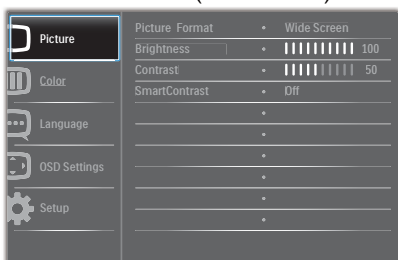 Picture
Picture Format • Wide Screen
Brightness • 100
Contrast • 50
SmartContrast • Off
Color
Language
OSD Settings
Setup